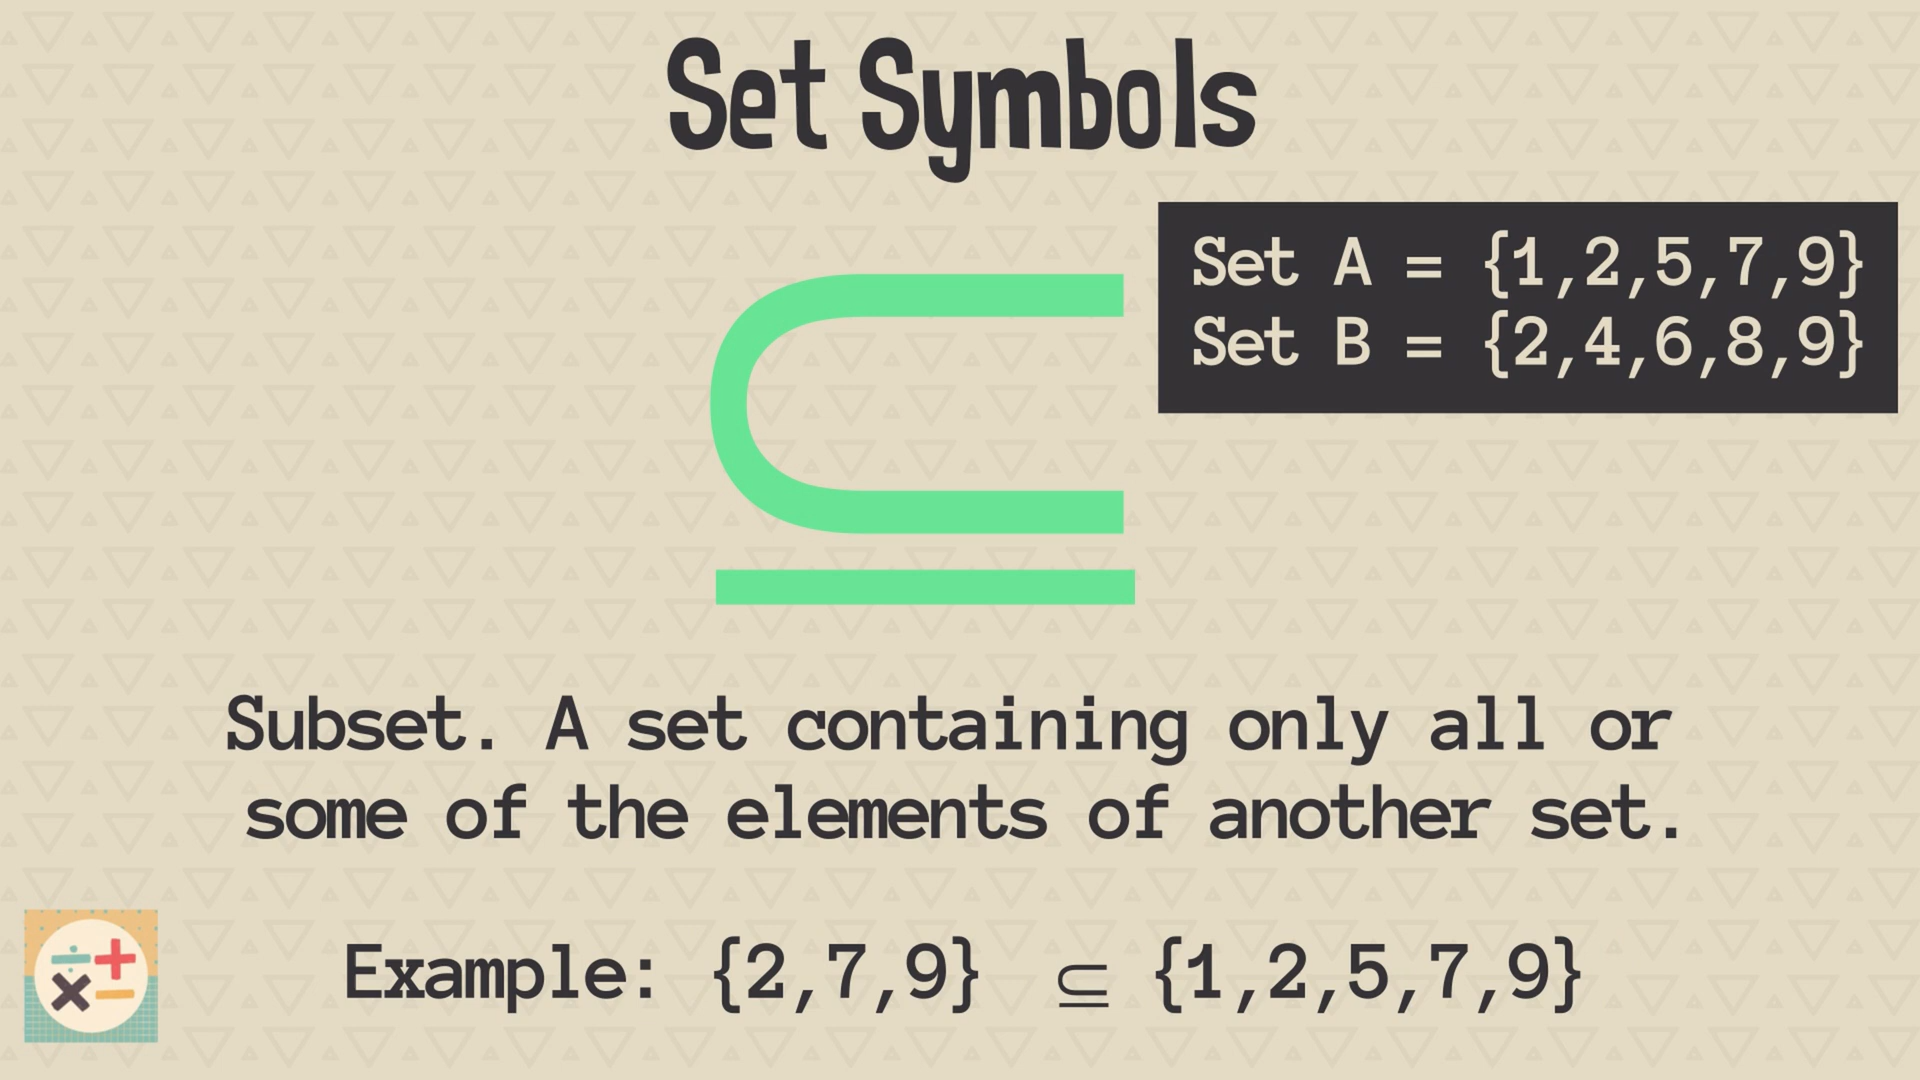 Set Symbols
Set A = {1,2,5,7,9}
Set B = {2,4,6,8,9}
⊆
Subset. A set containing only all or
some of the elements of another set.
Example: {2,7,9} ⊆ {1,2,5,7,9}